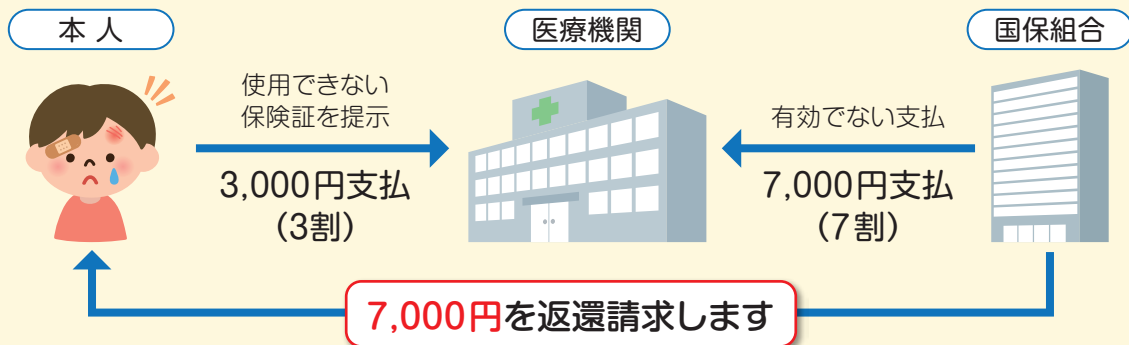 本人
医療機関
国保組合
使用できない
保険証を提示
3,000円支払
(3割)
有効でない支払
7,000円支払
(7割)
7,000円を返還請求します